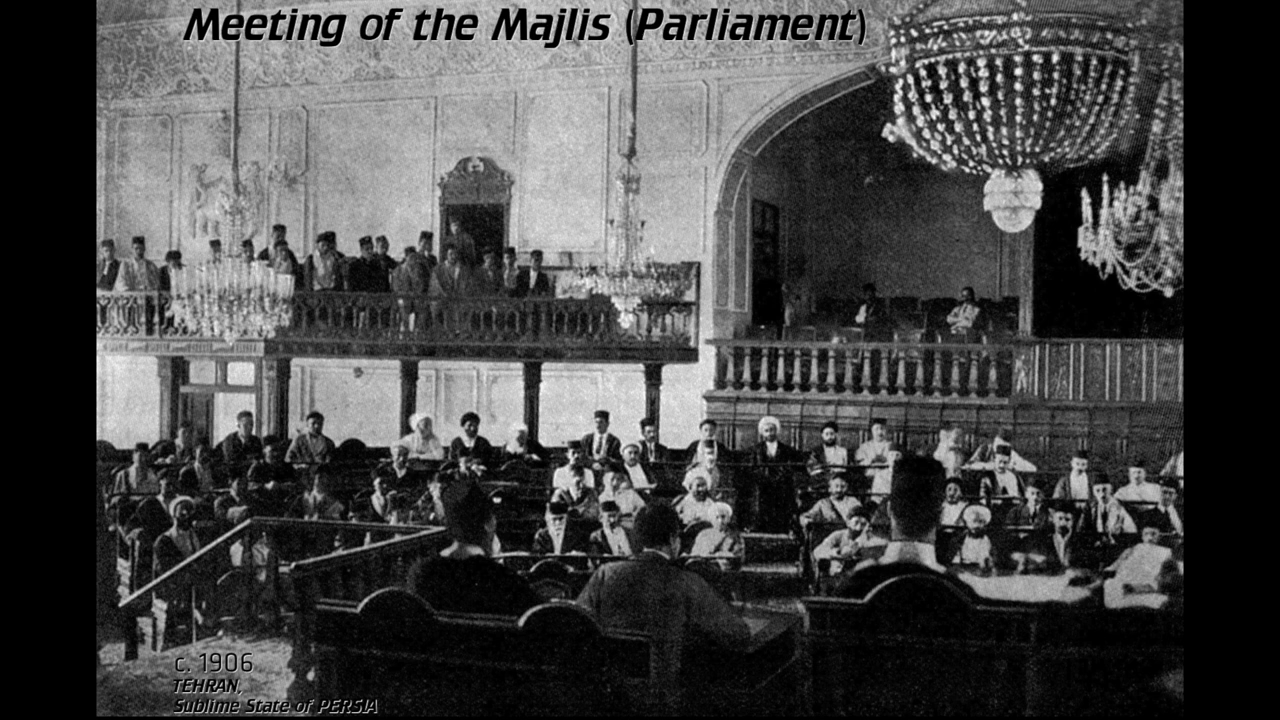 Meeting of the Majlis (Parliament)
c. 1906
TEHRAN,
Sublime State of PERSIA